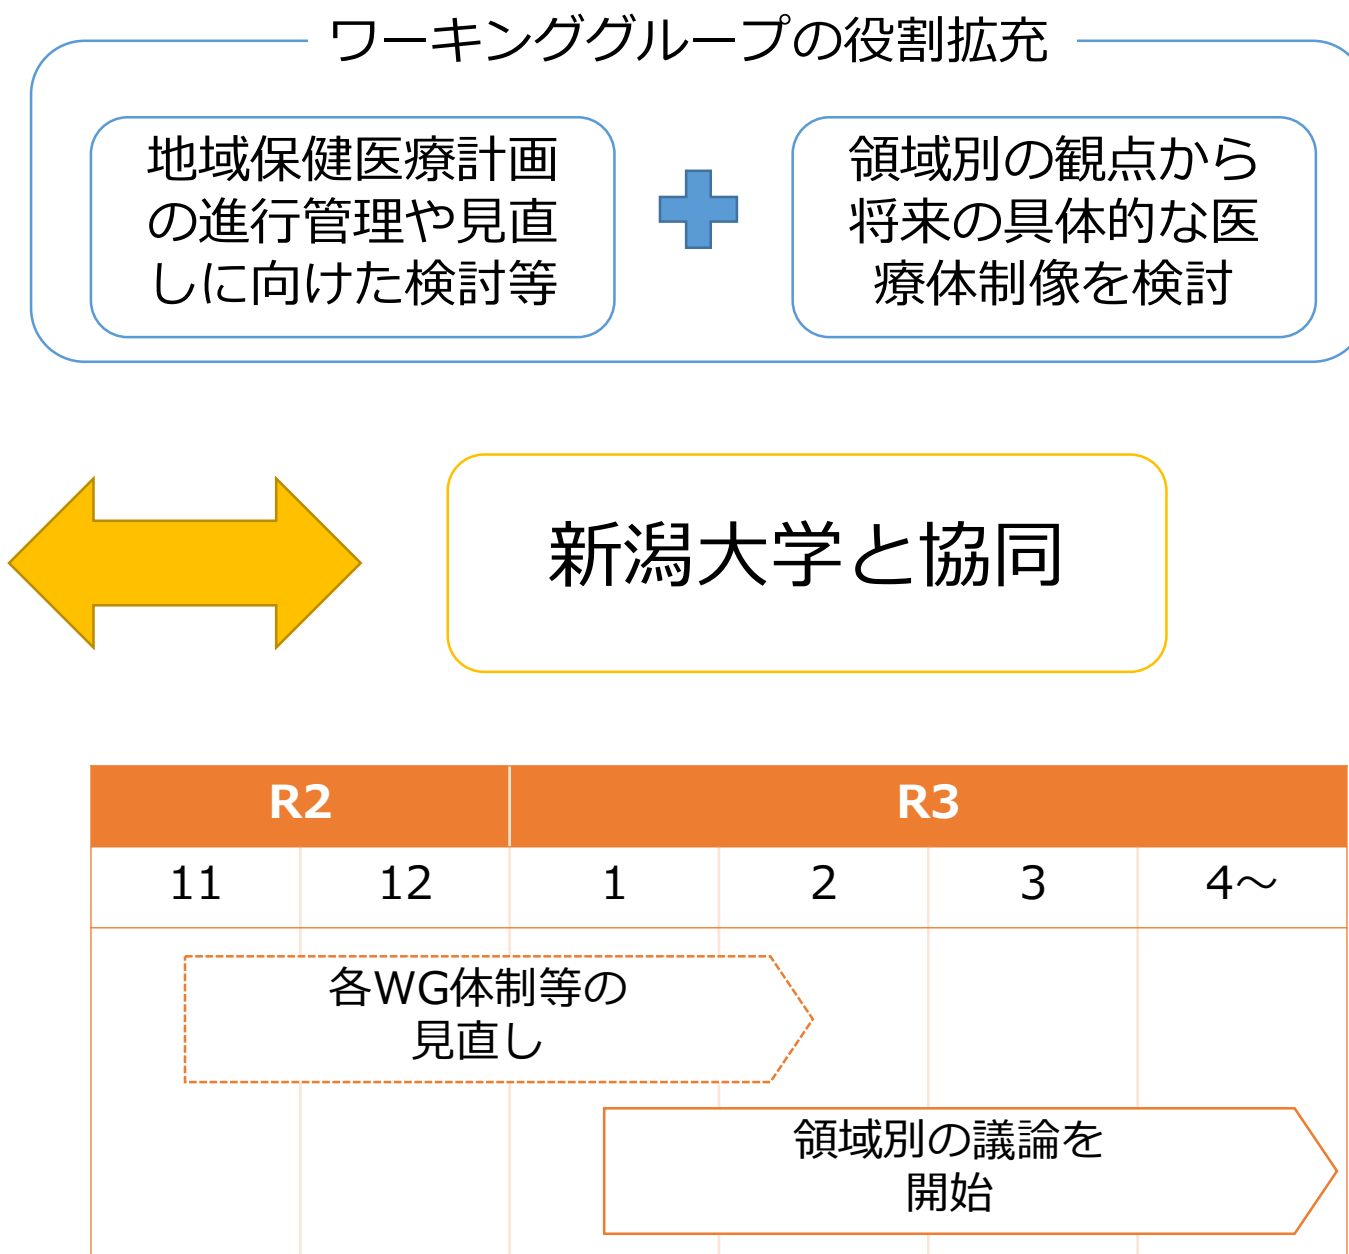 ワーキンググループの役割拡充
地域保健医療計画
の進行管理や見直
しに向けた検討等
領域別の観点から
将来の具体的な医
療体制像を検討
新潟大学と協同
R2 R3
11 12 1 2 3 4～
各WG体制等の
見直し
領域別の議論を
開始